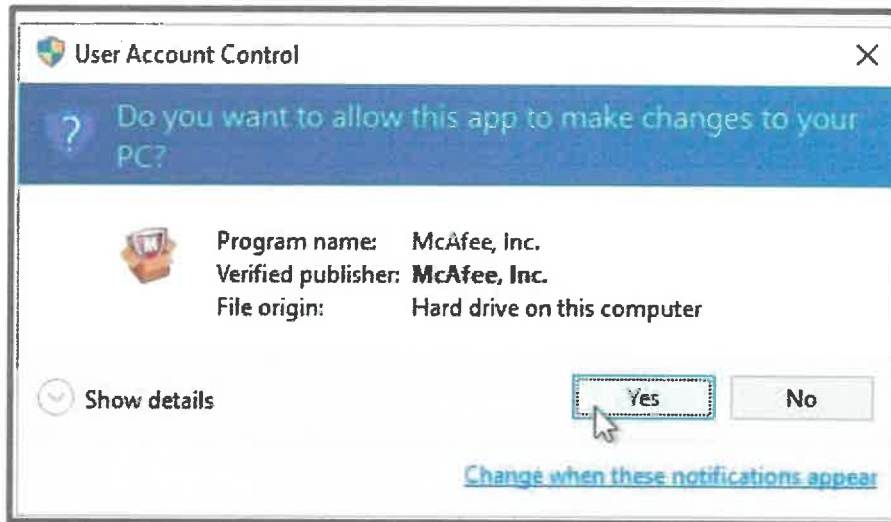 User Account Control
?
Do you want to allow this app to make changes to your
PC?
M
Program name: McAfee, Inc.
Verified publisher: McAfee, Inc.
File origin: Hard drive on this computer
Show details
Yes
No
Change when these notifications appear